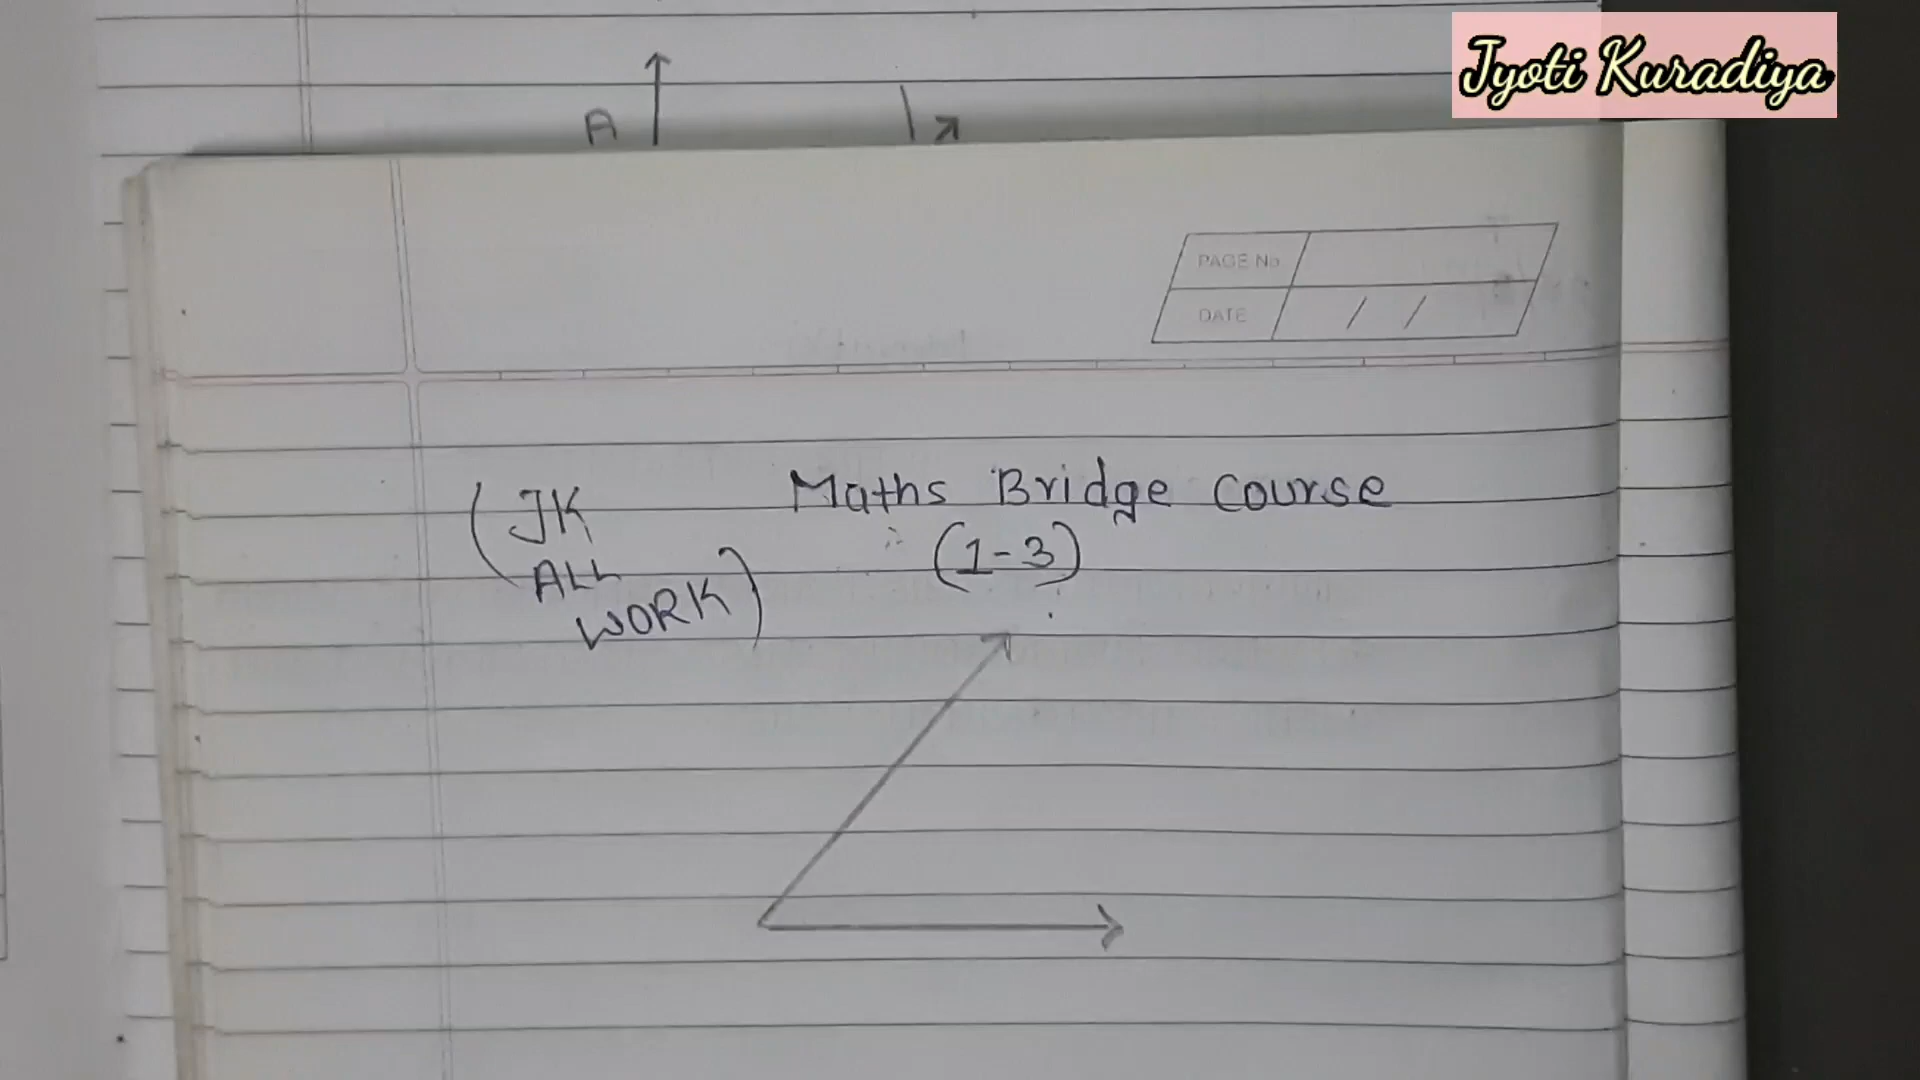 Jyoti Kuradiya
A
PAGE No
DATE / /
Maths Bridge course
(1-3)
(JK
ALL
WORK)